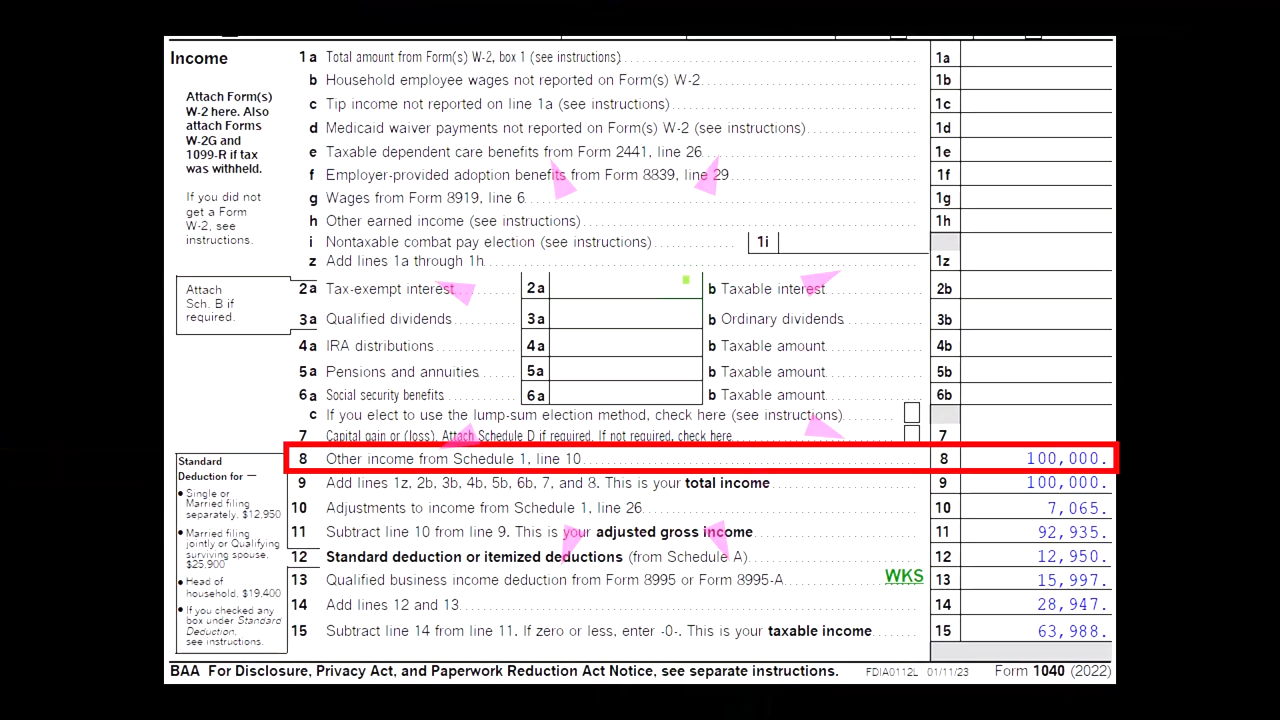 Income
1a Total amount from Form(s) W-2, box 1 (see instructions) 1a
b Household employee wages not reported on Form(s) W-2 1b
Attach Form(s)
W-2 here. Also
attach Forms
W-2G and
1099-R if tax
was withheld.
c Tip income not reported on line 1a (see instructions) 1c
d Medicaid waiver payments not reported on Form(s) W-2 (see instructions) 1d
e Taxable dependent care benefits from Form 2441, line 26 1e
f Employer-provided adoption benefits from Form 8839, line 29 1f
If you did not
get a Form
W-2, see
instructions.
g Wages from Form 8919, line 6 1g
h Other earned income (see instructions) 1h
i Nontaxable combat pay election (see instructions) 1i
z Add lines 1a through 1h 1z
Attach
Sch. B if
required.
2a Tax-exempt interest 2a b Taxable interest 2b
3a Qualified dividends 3a b Ordinary dividends 3b
4a IRA distributions 4a b Taxable amount 4b
5a Pensions and annuities 5a b Taxable amount 5b
6a Social security benefits 6a b Taxable amount 6b
c If you elect to use the lump-sum election method, check here (see instructions)
7 Capital gain or (loss). Attach Schedule D if required. If not required, check here 7
8 Other income from Schedule 1, line 10 8 100,000.
9 Add lines 1z, 2b, 3b, 4b, 5b, 6b, 7, and 8. This is your total income 9 100,000.
10 Adjustments to income from Schedule 1, line 26 10 7,065.
11 Subtract line 10 from line 9. This is your adjusted gross income 11 92,935.
12 Standard deduction or itemized deductions (from Schedule A) 12 12,950.
13 Qualified business income deduction from Form 8995 or Form 8995-A WKS 13 15,997.
14 Add lines 12 and 13 14 28,947.
15 Subtract line 14 from line 11. If zero or less, enter -0-. This is your taxable income 15 63,988.
Standard
Deduction for —
• Single or
Married filing
separately, $12,950
• Married filing
jointly or Qualifying
surviving spouse,
$25,900
• Head of
household, $19,400
• If you checked any
box under Standard
Deduction,
see instructions.
BAA For Disclosure, Privacy Act, and Paperwork Reduction Act Notice, see separate instructions. FDIA0112L 01/11/23 Form 1040 (2022)